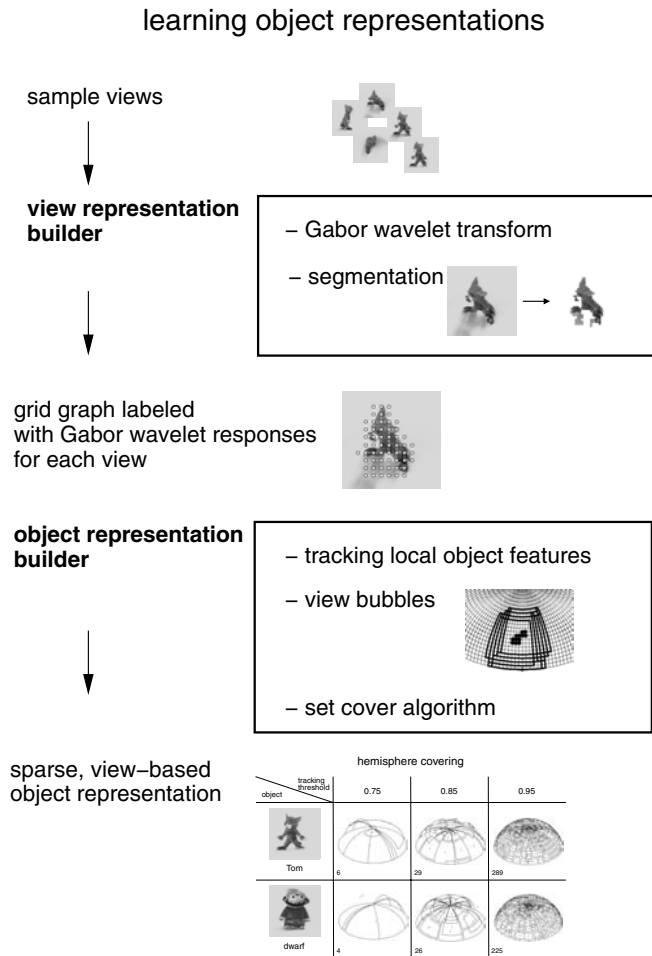 learning object representations
sample views
view representation
builder
– Gabor wavelet transform
– segmentation
grid graph labeled
with Gabor wavelet responses
for each view
object representation
builder
– tracking local object features
– view bubbles
– set cover algorithm
sparse, view–based
object representation
hemisphere covering
tracking
threshold
object
0.75
0.85
0.95
Tom
6
29
289
dwarf
4
26
225